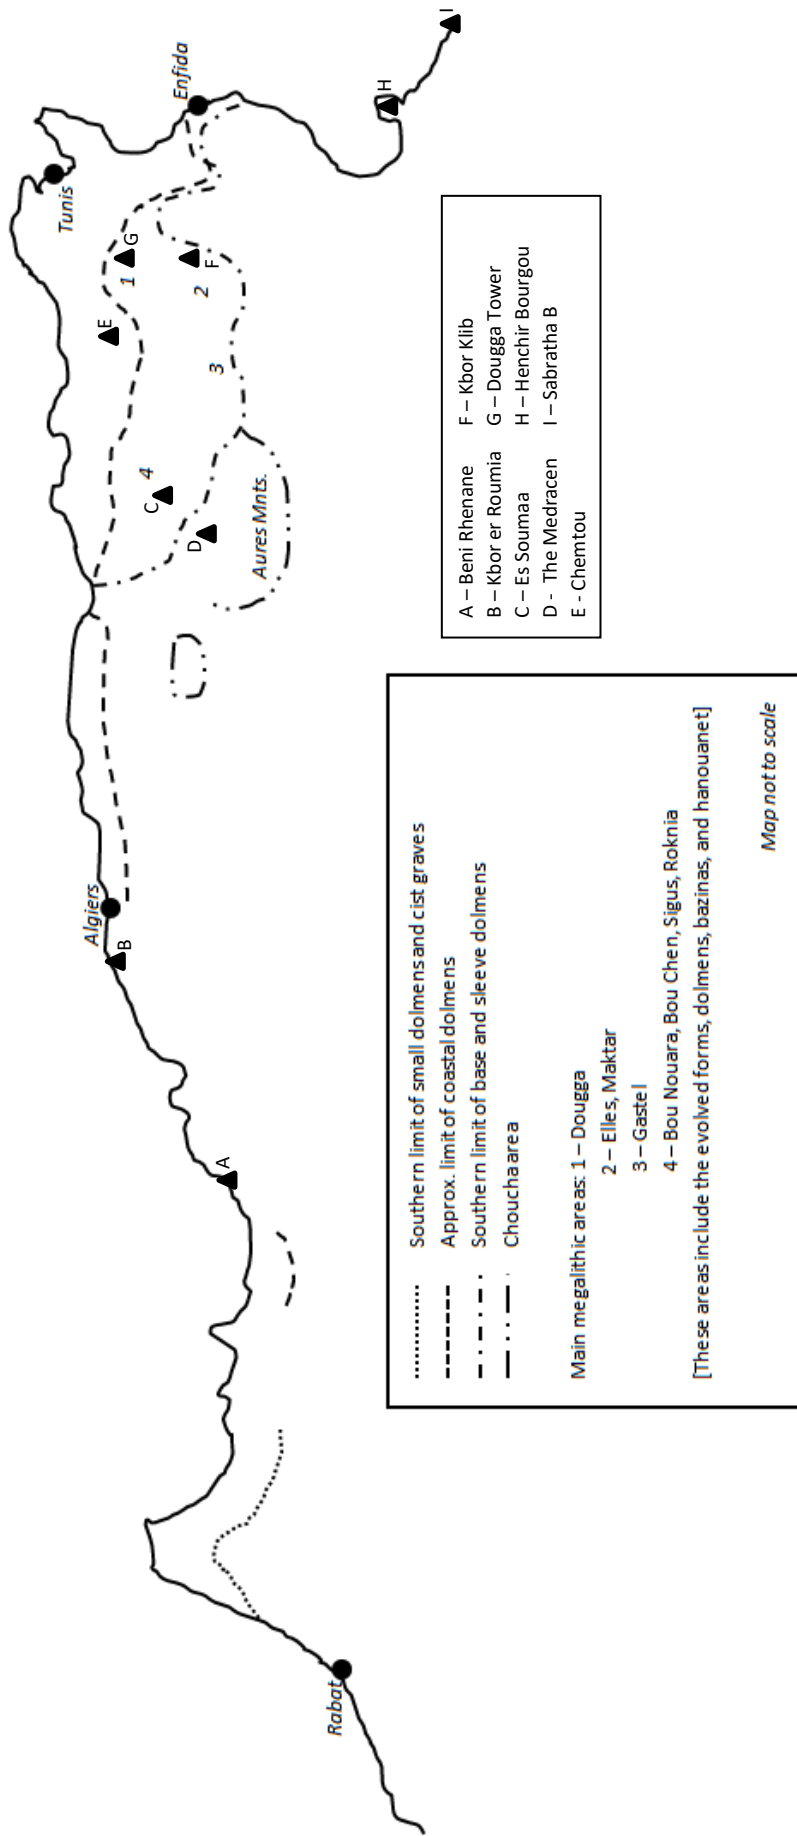 Rabat
A
B
Algiers
C
4
D
Aures Mnts.
3
E
1
G
2
F
Tunis
Enfida
H
I
Southern limit of small dolmens and cist graves
Approx. limit of coastal dolmens
Southern limit of base and sleeve dolmens
Choucha area
Main megalithic areas: 1 – Dougga
2 – Elles, Maktar
3 – Gastel
4 – Bou Nouara, Bou Chen, Sigus, Roknia
[These areas include the evolved forms, dolmens, bazinas, and hanouanet]
Map not to scale
A – Beni Rhenane
B – Kbor er Roumia
C – Es Soumaa
D - The Medracen
E - Chemtou
F – Kbor Klib
G – Dougga Tower
H – Henchir Bourgou
I – Sabratha B